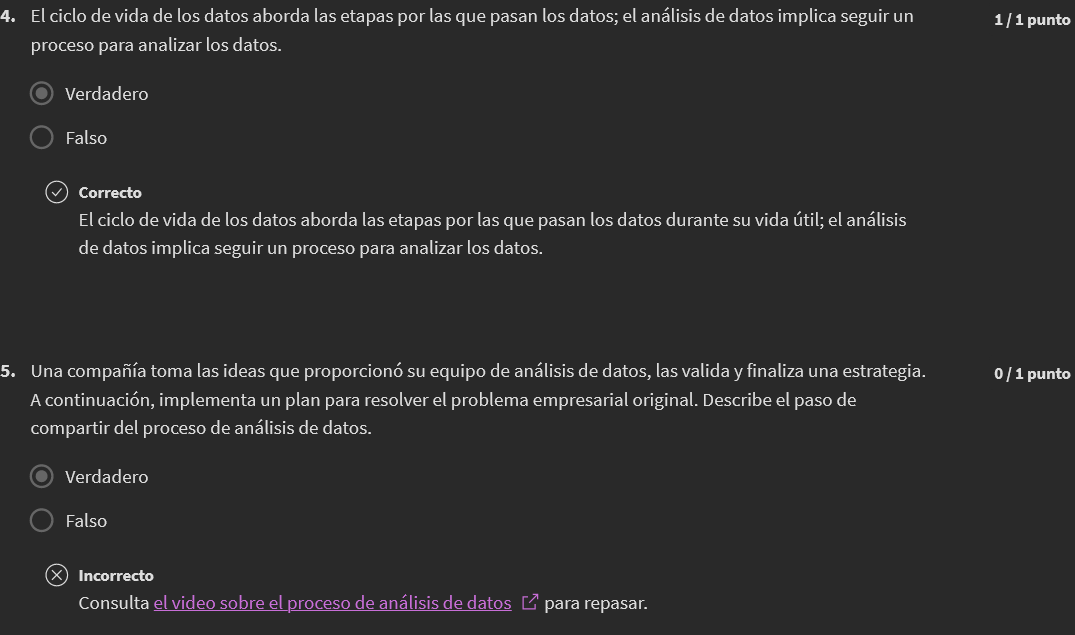 4. El ciclo de vida de los datos aborda las etapas por las que pasan los datos; el análisis de datos implica seguir un 1 / 1 punto
proceso para analizar los datos.
Verdadero
Falso
Correcto
El ciclo de vida de los datos aborda las etapas por las que pasan los datos durante su vida útil; el análisis
de datos implica seguir un proceso para analizar los datos.
5. Una compañía toma las ideas que proporcionó su equipo de análisis de datos, las valida y finaliza una estrategia. 0 / 1 punto
A continuación, implementa un plan para resolver el problema empresarial original. Describe el paso de
compartir del proceso de análisis de datos.
Verdadero
Falso
Incorrecto
Consulta el video sobre el proceso de análisis de datos para repasar.